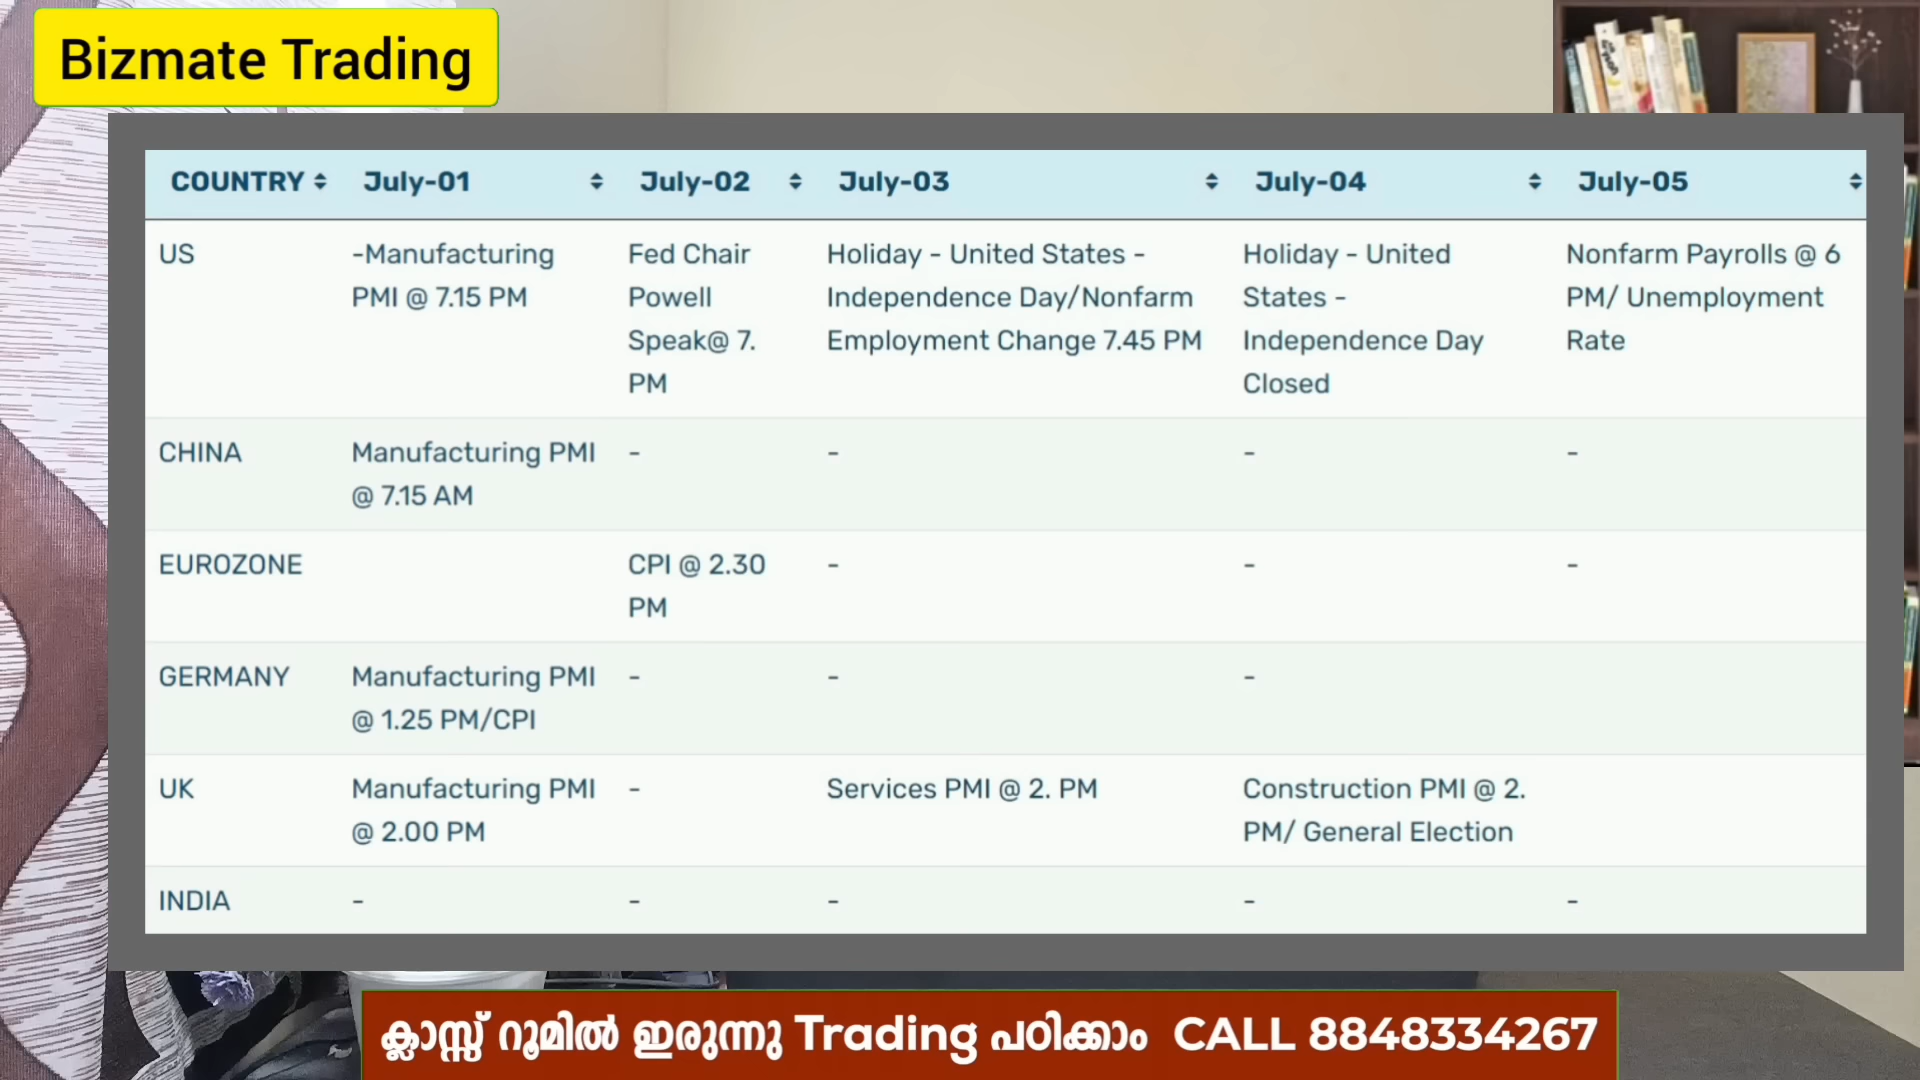 Bizmate Trading
COUNTRY July-01 July-02 July-03 July-04 July-05
US
-Manufacturing
PMI @ 7.15 PM
Fed Chair
Powell
Speak@ 7.
PM
Holiday - United States -
Independence Day/Nonfarm
Employment Change 7.45 PM
Holiday - United
States -
Independence Day
Closed
Nonfarm Payrolls @ 6
PM/ Unemployment
Rate
CHINA
Manufacturing PMI
@ 7.15 AM
-
-
-
-
EUROZONE
CPI @ 2.30
PM
-
-
-
GERMANY
Manufacturing PMI
@ 1.25 PM/CPI
-
-
-
UK
Manufacturing PMI
@ 2.00 PM
-
Services PMI @ 2. PM
Construction PMI @ 2.
PM/ General Election
INDIA
-
-
-
-
-
ക്ലാസ്സ് റൂമിൽ ഇരുന്നു Trading പഠിക്കാം CALL 8848334267